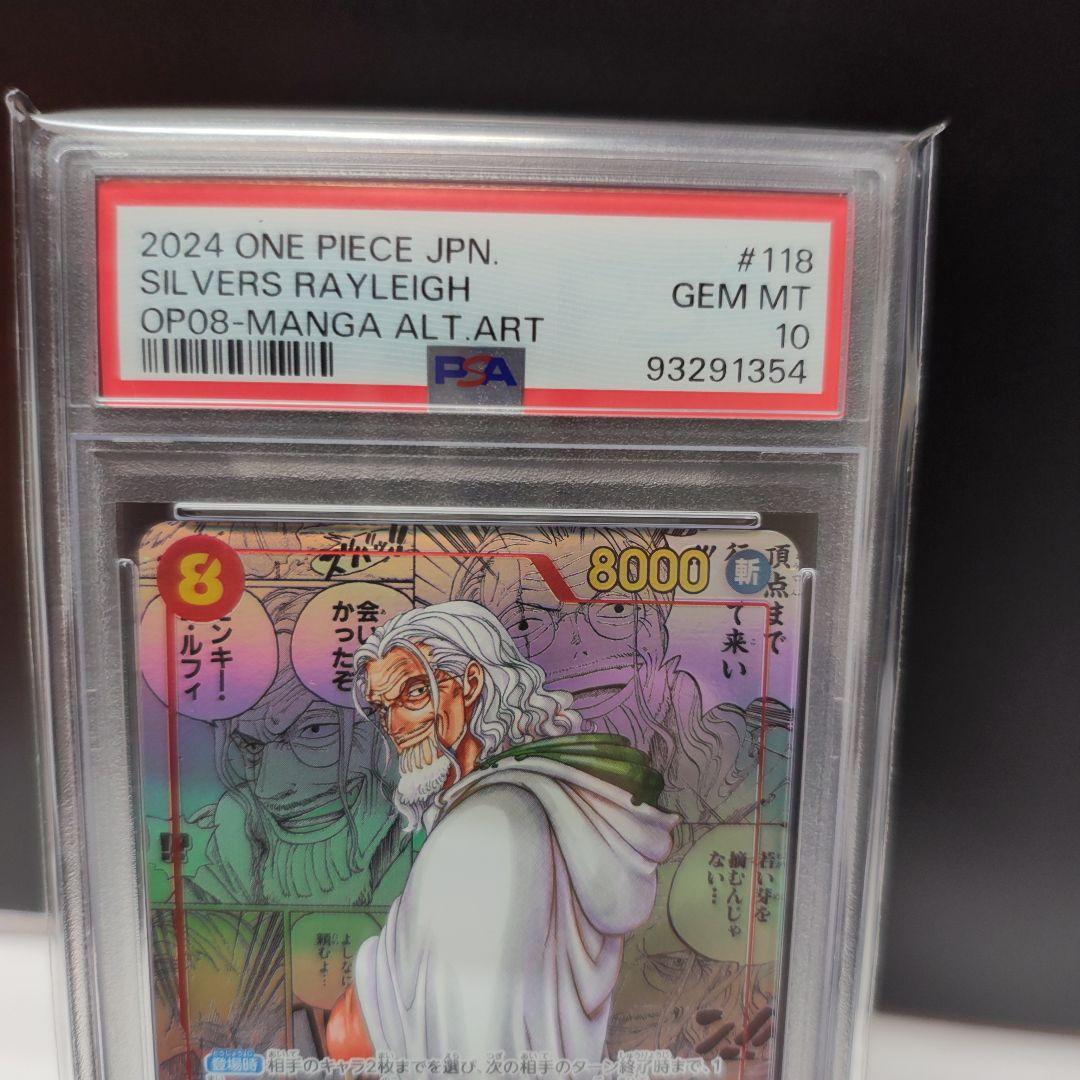 2024 ONE PIECE JPN.
#118
SILVERS RAYLEIGH
GEM MT
OP08-MANGA ALT.ART
10
PSA
93291354
8
8000
斬
頂点まで
て来い
ズバッ!!
会い
かったぞ
ンキー・
・ルフィ
!?
若い芽を
摘むんじゃ
ない…
よしなに
頼むよ…
登場時 相手のキャラ2枚までを選び、次の相手のターン終了時まで、1